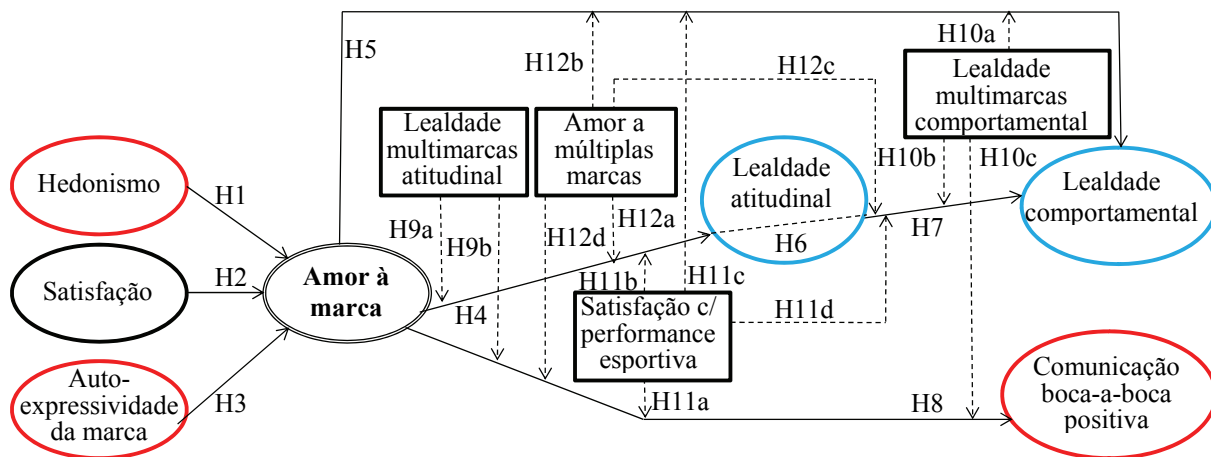 H5
H12b
H10a
H12c
Lealdade
multimarcas
comportamental
Lealdade
multimarcas
atitudinal
Amor a
múltiplas
marcas
Hedonismo
H1
H10b
H10c
Lealdade
atitudinal
Lealdade
comportamental
H9a
H9b
H12a
H12d
H6
H7
Satisfação
H2
Amor à
marca
H4
H11b
H11c
Satisfação c/
performance
esportiva
H11d
Auto-
expressividade
da marca
H3
H11a
H8
Comunicação
boca-a-boca
positiva